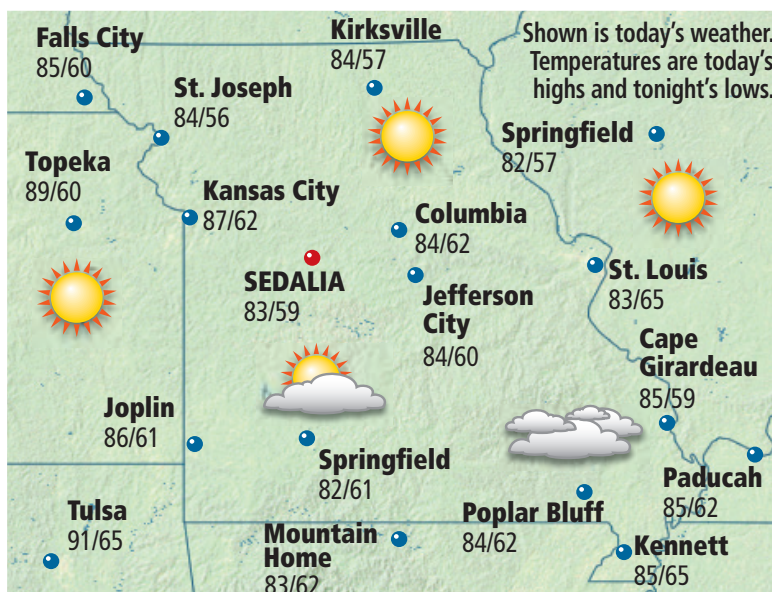 Falls City
85/60
Kirksville
84/57
Shown is today's weather.
Temperatures are today's
highs and tonight's lows.
St. Joseph
84/56
Springfield
82/57
Topeka
89/60
Kansas City
87/62
Columbia
84/62
SEDALIA
83/59
Jefferson
City
84/60
St. Louis
83/65
Cape
Girardeau
85/59
Joplin
86/61
Springfield
82/61
Paducah
85/62
Tulsa
91/65
Mountain
Home
83/62
Poplar Bluff
84/62
Kennett
85/65